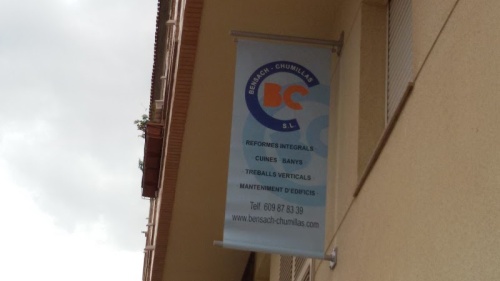 BENSACH - CHUMILLAS
BC
S.L.
REFORMES INTEGRALS
CUINES BANYS
TREBALLS VERTICALS
MANTENIMENT D'EDIFICIS
Telf 609 87 83 39
www.bensach-chumillas.com